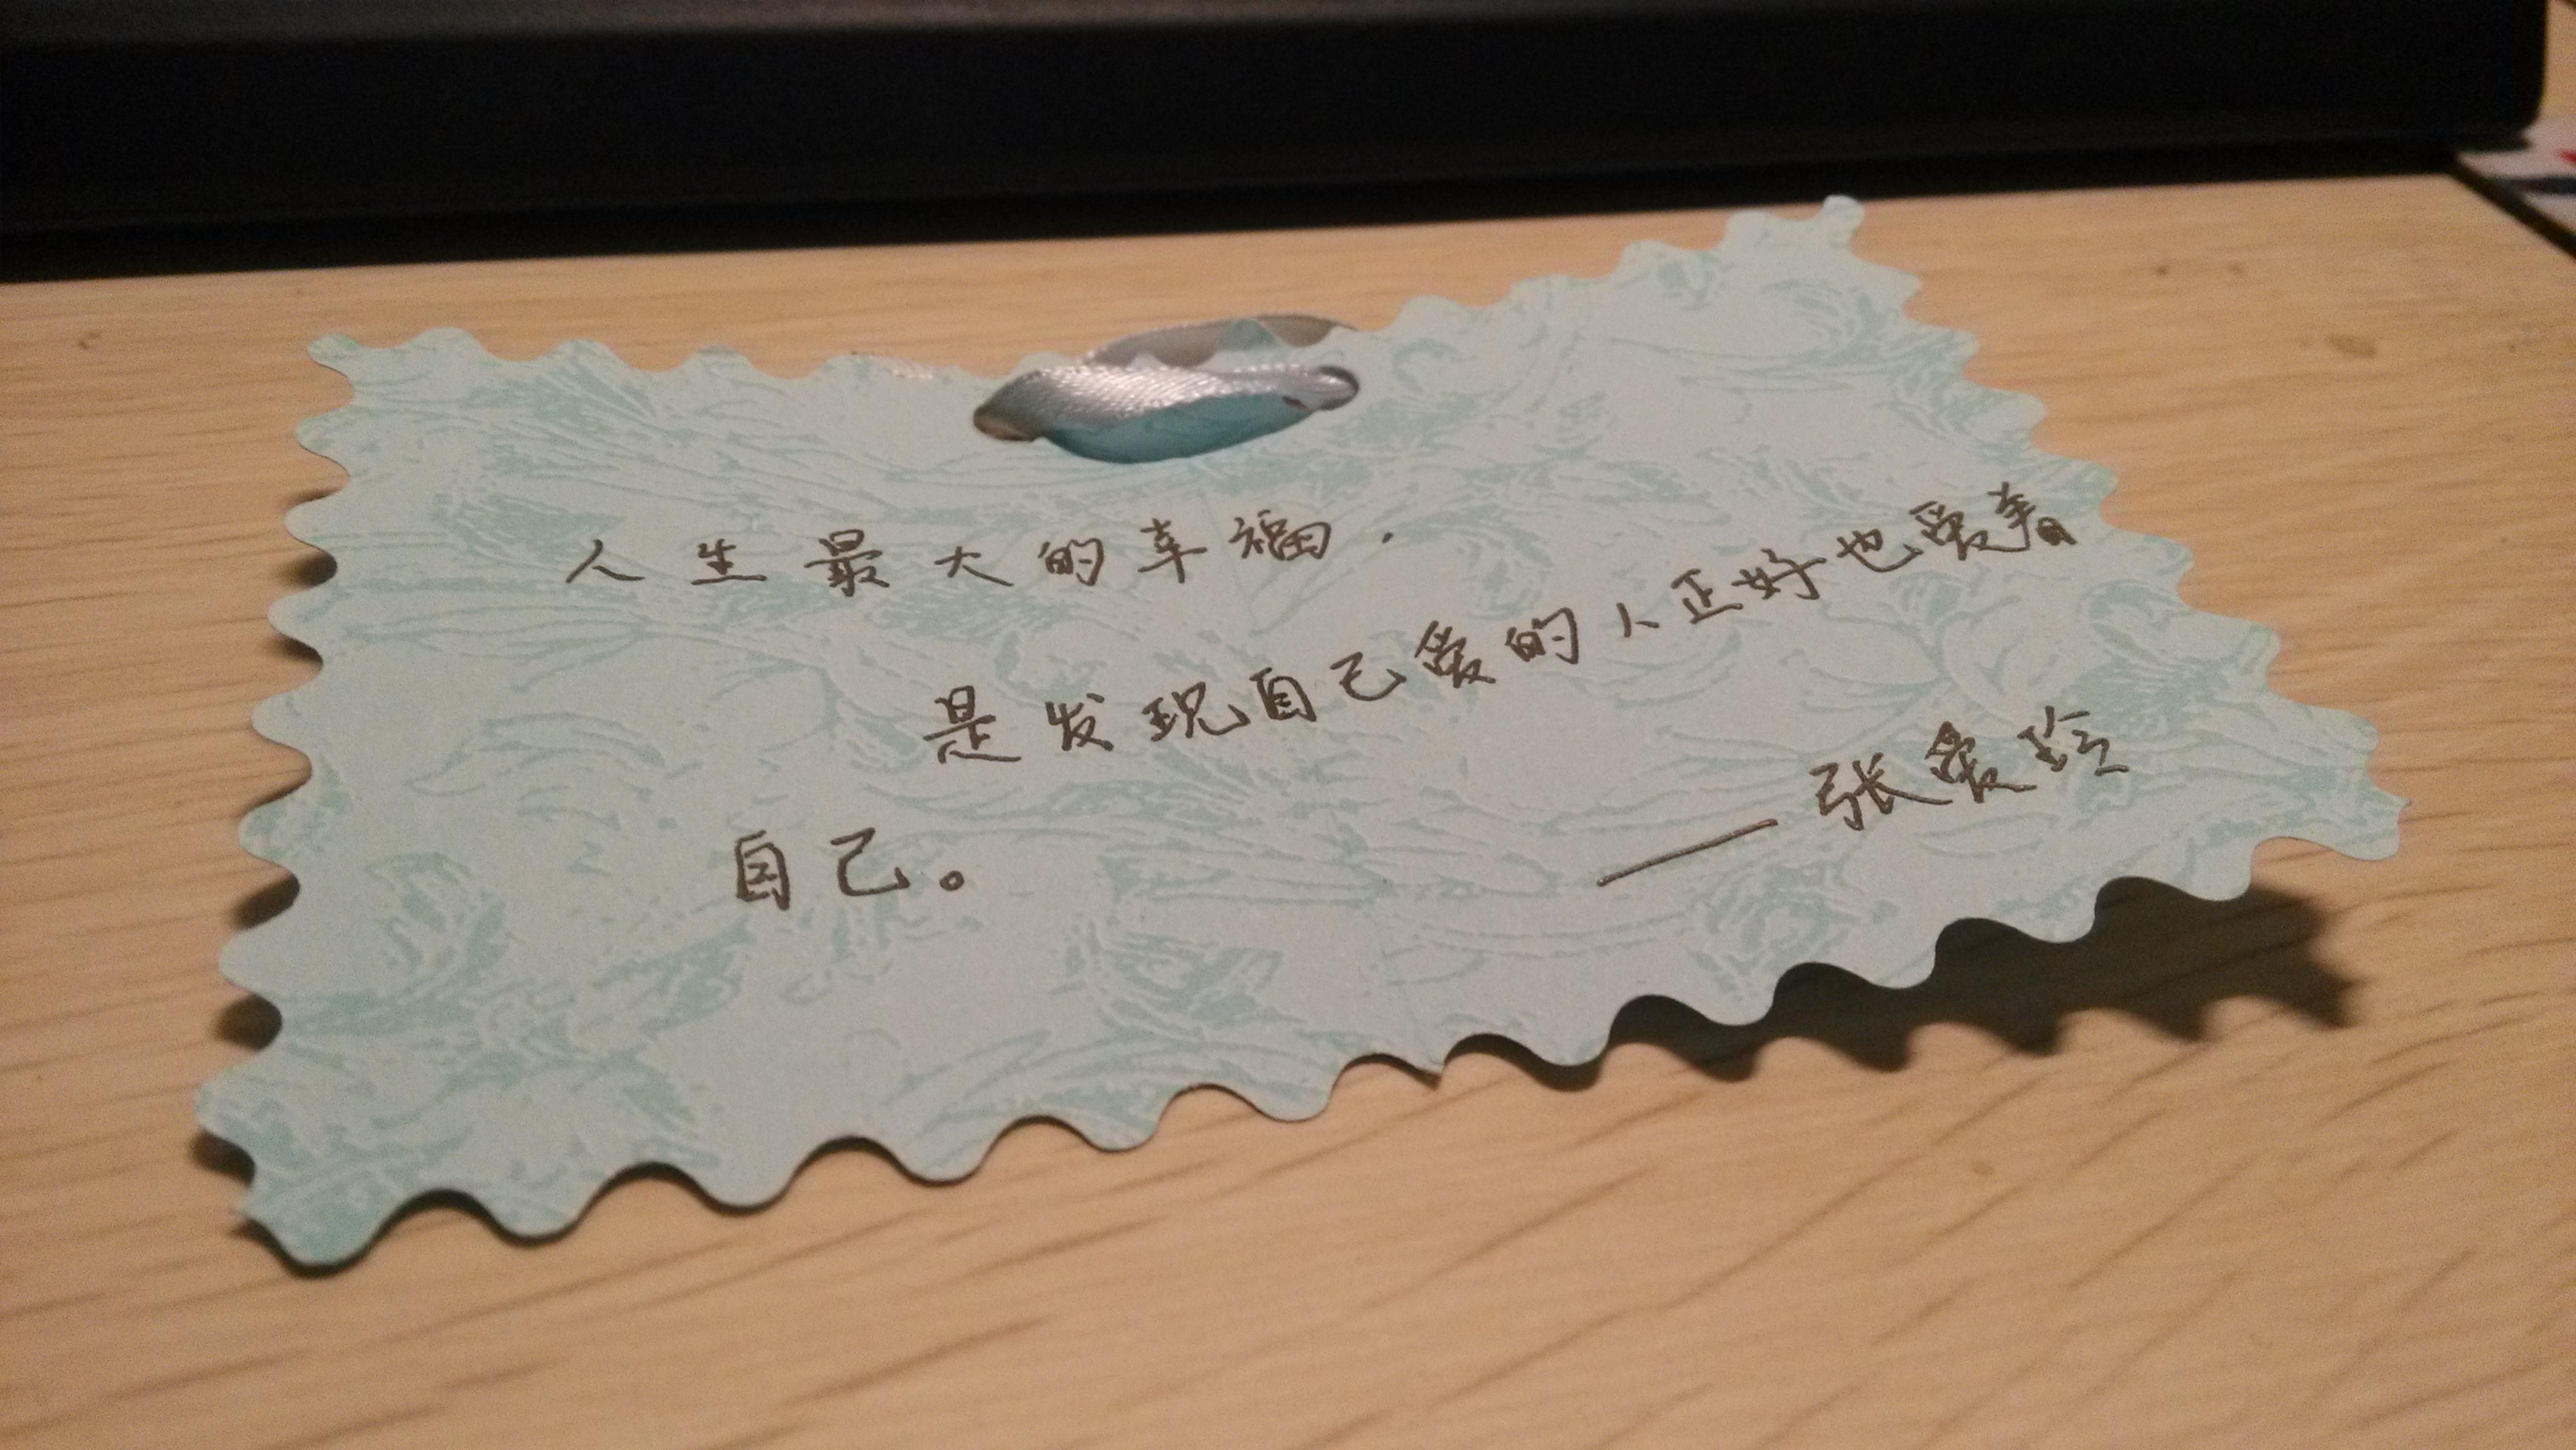 人生最大的幸福.
是发现自己爱的人正好也爱着
自己。
——张爱玲